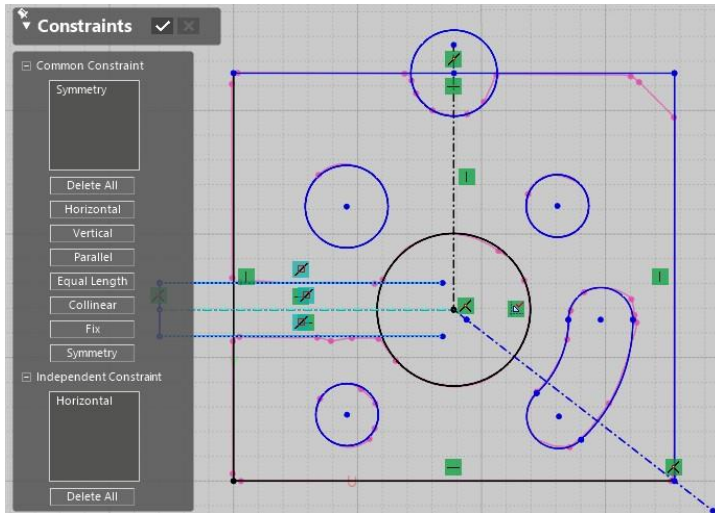 Constraints
Common Constraint
Symmetry
Delete All
Horizontal
Vertical
Parallel
Equal Length
Collinear
Fix
Symmetry
Independent Constraint
Horizontal
Delete All